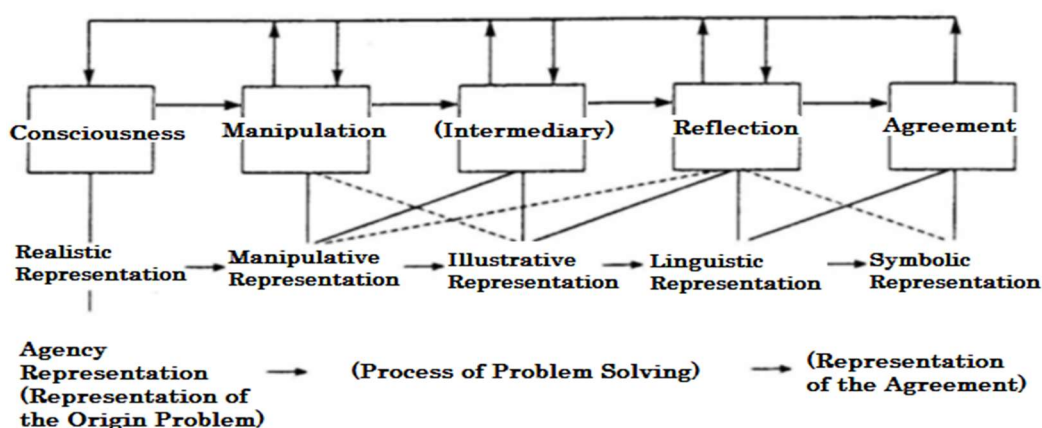 Consciousness
Manipulation
(Intermediary)
Reflection
Agreement
Realistic
Representation
Manipulative
Representation
Illustrative
Representation
Linguistic
Representation
Symbolic
Representation
Agency
Representation
(Representation of
the Origin Problem)
(Process of Problem Solving)
(Representation
of the Agreement)